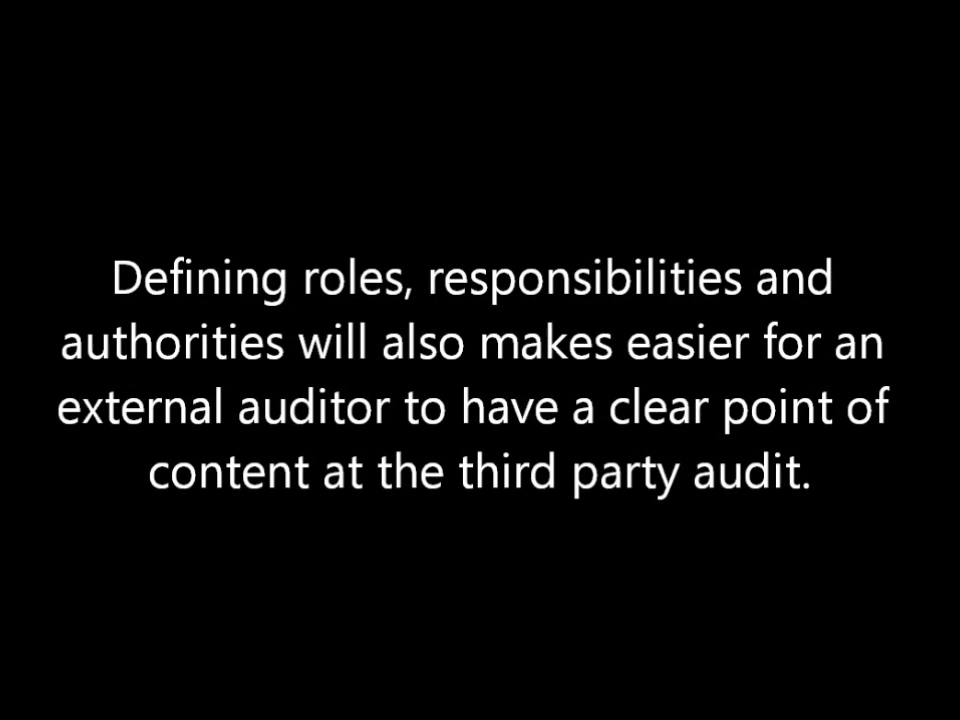 Defining roles, responsibilities and
authorities will also makes easier for an
external auditor to have a clear point of
content at the third party audit.